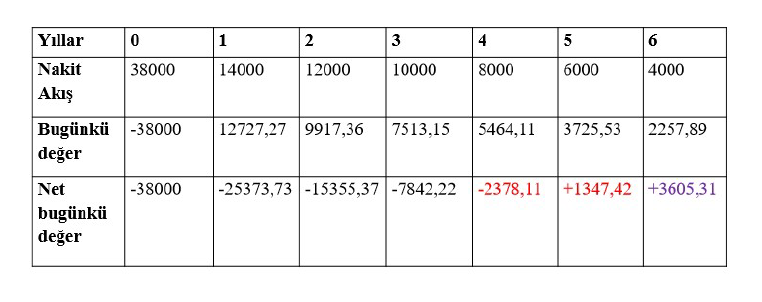 Yıllar 0 1 2 3 4 5 6
Nakit 38000 14000 12000 10000 8000 6000 4000
Akış
Bugünkü -38000 12727,27 9917,36 7513,15 5464,11 3725,53 2257,89
değer
Net -38000 -25373,73 -15355,37 -7842,22 -2378,11 +1347,42 +3605,31
bugünkü
değer